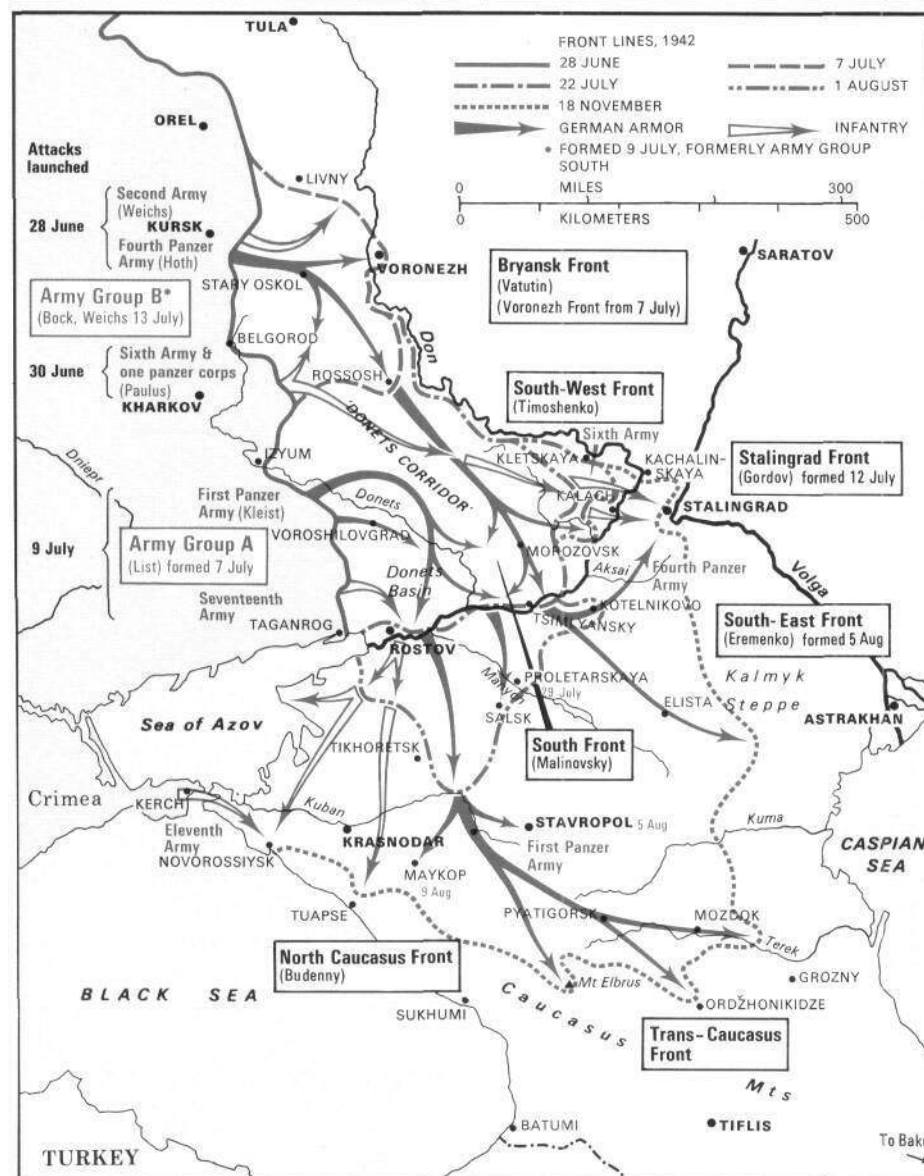 TULA
FRONT LINES, 1942
28 JUNE
7 JULY
22 JULY
1 AUGUST
18 NOVEMBER
GERMAN ARMOR
INFANTRY
• FORMED 9 JULY, FORMERLY ARMY GROUP
SOUTH
0 MILES 300
0 KILOMETERS 500
OREL
Attacks
launched
LIVNY
28 June
Second Army
(Weichs)
KURSK
Fourth Panzer
Army (Hoth)
VORONEZH
STARY OSKOL
Bryansk Front
(Vatutin)
(Voronezh Front from 7 July)
SARATOV
Army Group B*
(Bock, Weichs 13 July)
BELGOROD
Don
30 June
Sixth Army &
one panzer corps
(Paulus)
KHARKOV
ROSSOSH
South-West Front
(Timoshenko)
'DONETS CORRIDOR'
Sixth Army
KLETSKAYA
KACHALIN-
SKAYA
Stalingrad Front
(Gordov) formed 12 July
Dniepr
IZYUM
KALACH
STALINGRAD
First Panzer
Army (Kleist)
Donets
VOROSHILOVGRAD
9 July
Army Group A
(List) formed 7 July
MOROZOVSK
Aksai
Fourth Panzer
Army
Volga
Donets
Basin
Seventeenth
Army
TAGANROG
KOTELNIKOVO
TSIMLYANSKY
South-East Front
(Eremenko) formed 5 Aug
ROSTOV
Manych
PROLETARSKAYA
29 July
Kalmyk
Steppe
SALSK
ELISTA
ASTRAKHAN
Sea of Azov
South Front
(Malinovsky)
TIKHORETSK
Crimea
KERCH
Kuban
Eleventh
Army
NOVOROSSIYSK
KRASNODAR
STAVROPOL 5 Aug
Kuma
First Panzer
Army
CASPIAN
SEA
MAYKOP
9 Aug
TUAPSE
PYATIGORSK
MOZDOK
Terek
North Caucasus Front
(Budenny)
GROZNY
Mt Elbrus
BLACK SEA
SUKHUMI
Caucasus
ORDŽHONIKIDZE
Trans-Caucasus
Front
Mts
BATUMI
TIFLIS
To Baku
TURKEY